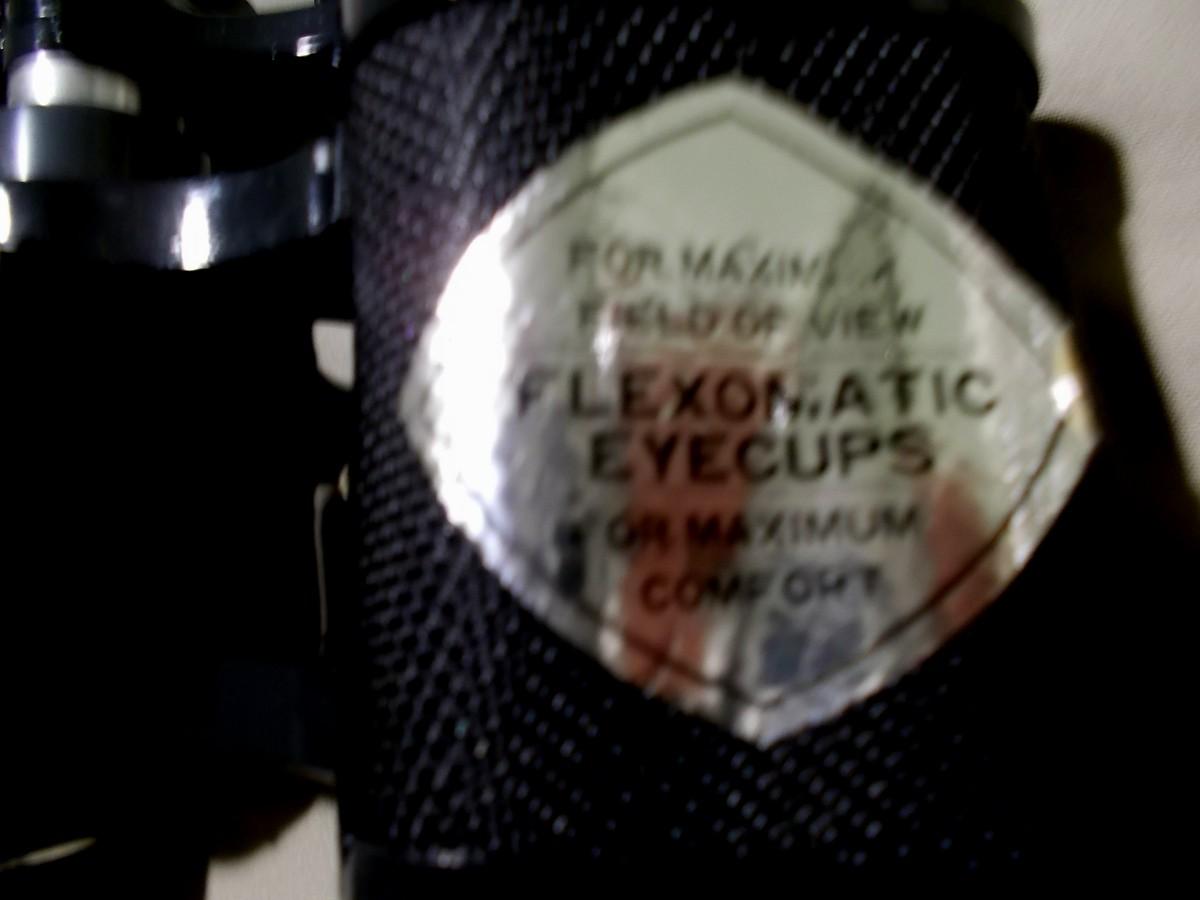 FOR MAXIMUM
FIELD OF VIEW
FLEXOMATIC
EYECUPS
FOR MAXIMUM
COMFORT